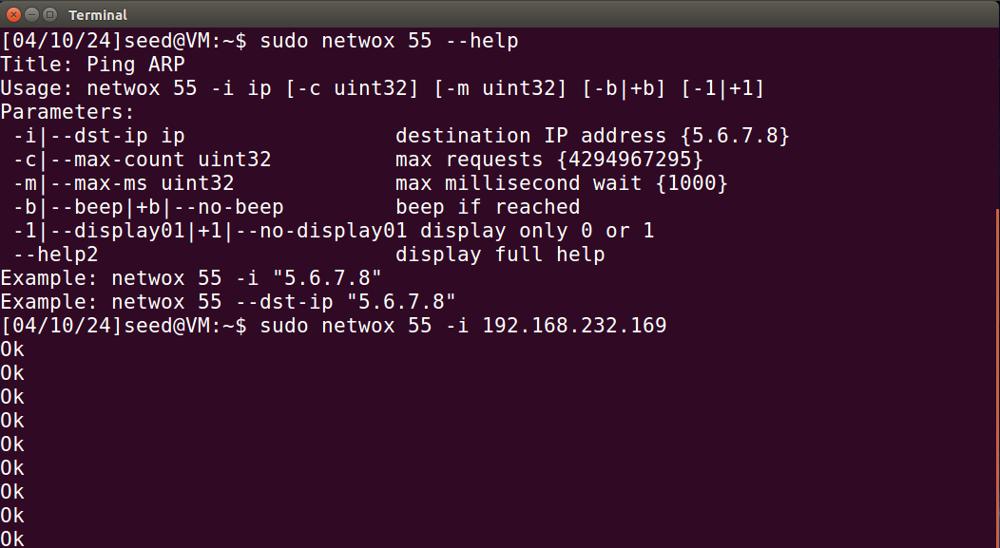 Terminal
[04/10/24]seed@VM:~$ sudo netwox 55 --help
Title: Ping ARP
Usage: netwox 55 -i ip [-c uint32] [-m uint32] [-b|+b] [-1|+1]
Parameters:
 -i|--dst-ip ip                 destination IP address {5.6.7.8}
 -c|--max-count uint32          max requests {4294967295}
 -m|--max-ms uint32             max millisecond wait {1000}
 -b|--beep|+b|--no-beep         beep if reached
 -1|--display01|+1|--no-display01 display only 0 or 1
 --help2                        display full help
Example: netwox 55 -i "5.6.7.8"
Example: netwox 55 --dst-ip "5.6.7.8"
[04/10/24]seed@VM:~$ sudo netwox 55 -i 192.168.232.169
Ok
Ok
Ok
Ok
Ok
Ok
Ok
Ok
Ok